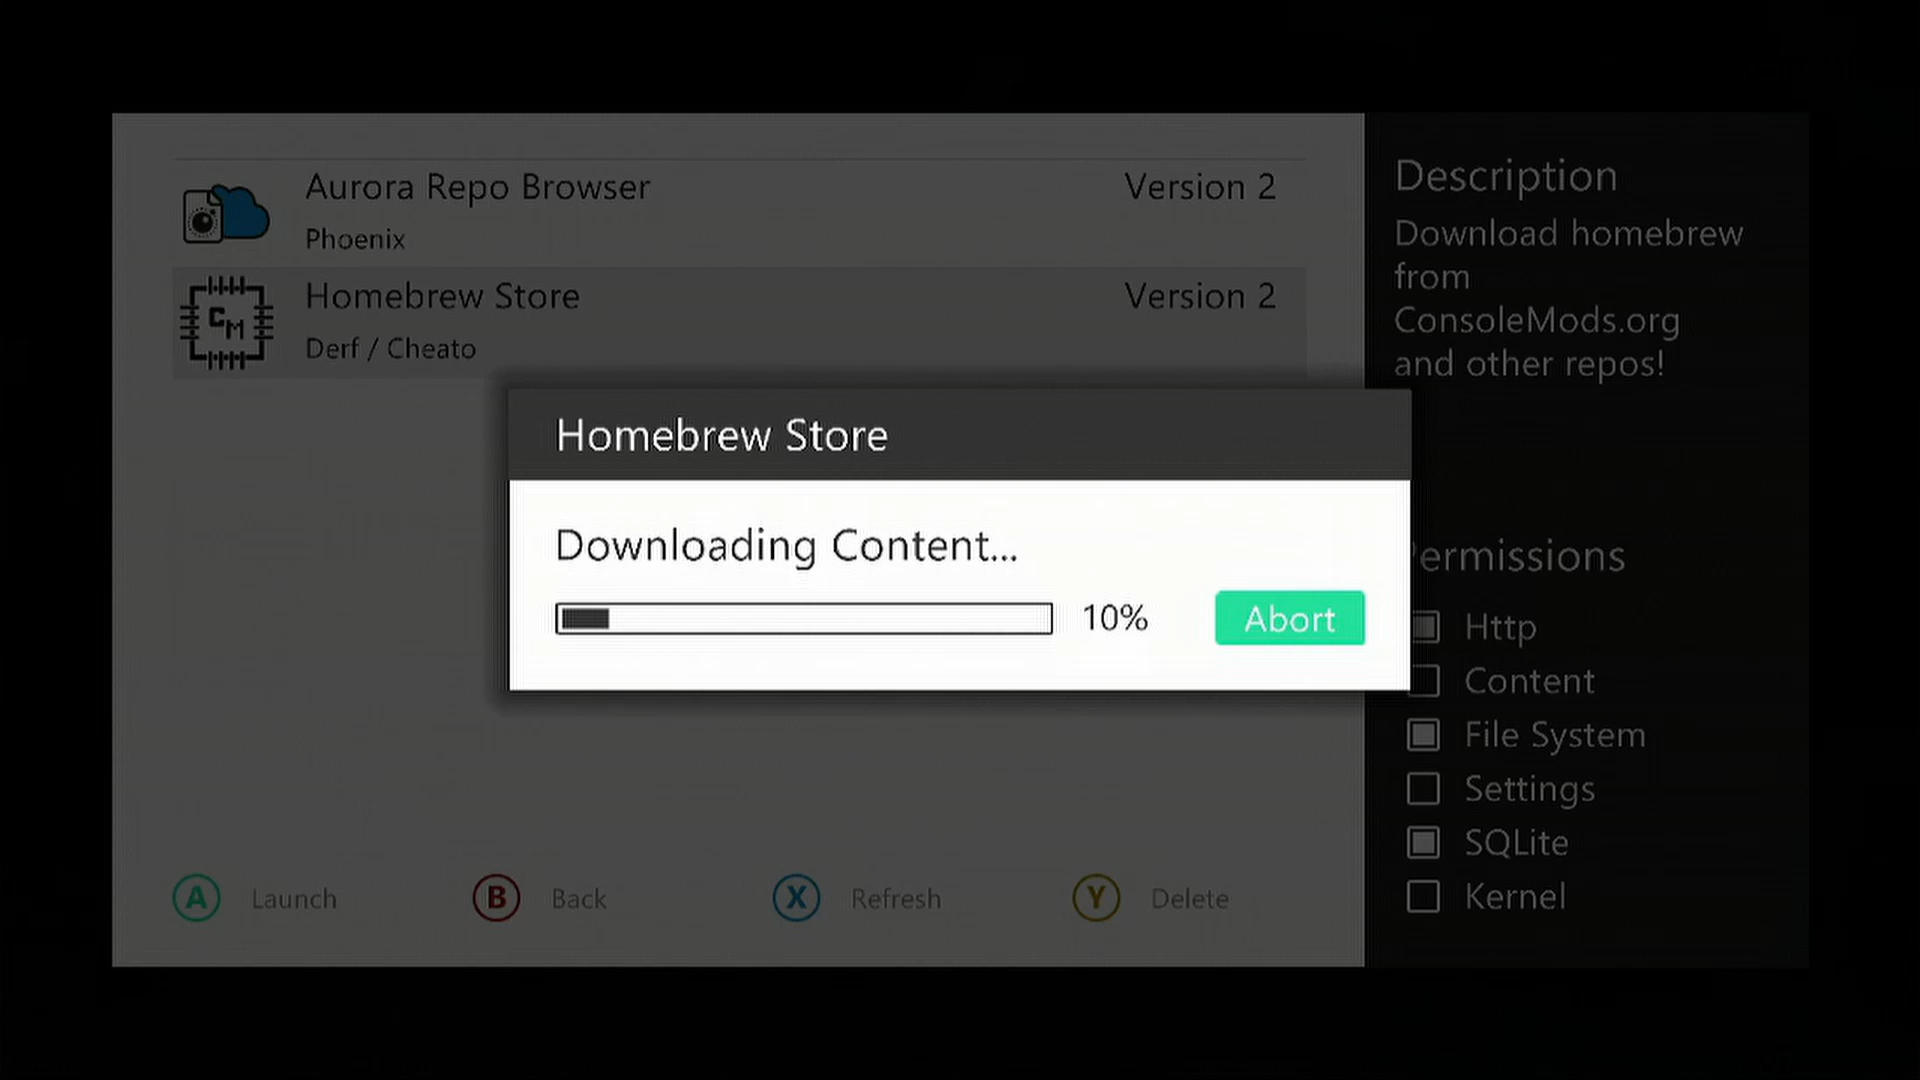 Aurora Repo Browser
Version 2
Phoenix
CM
Homebrew Store
Version 2
Derf / Cheato
Description
Download homebrew
from
ConsoleMods.org
and other repos!
Homebrew Store
Downloading Content...
10%
Abort
ermissions
Http
Content
File System
Settings
SQLite
Kernel
A Launch
B Back
X Refresh
Y Delete